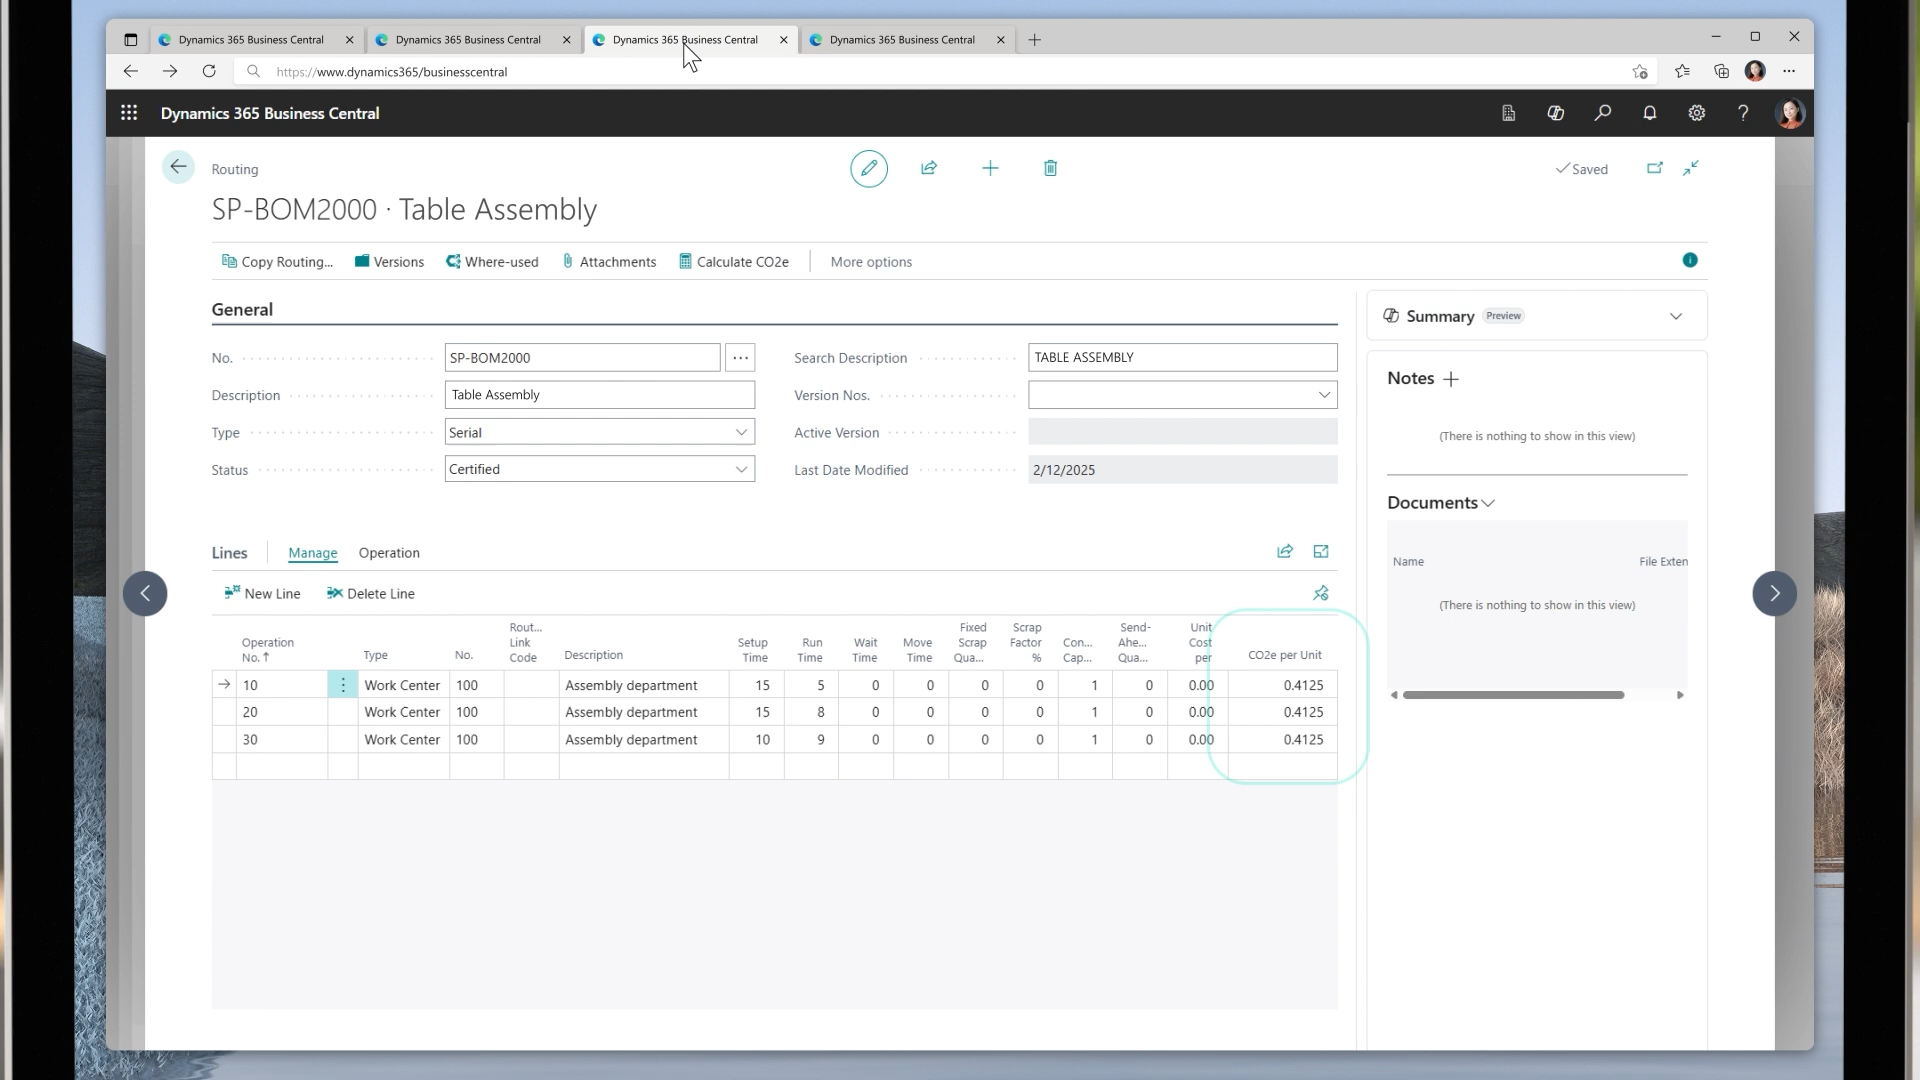 Dynamics 365 Business Central
Dynamics 365 Business Central
Dynamics 365 Business Central
Dynamics 365 Business Central
https://www.dynamics365/businesscentral
Dynamics 365 Business Central
Routing
Saved
SP-BOM2000 · Table Assembly
Copy Routing... Versions Where-used Attachments Calculate CO2e More options
General
No. SP-BOM2000 Search Description TABLE ASSEMBLY
Description Table Assembly Version Nos.
Type Serial Active Version
Status Certified Last Date Modified 2/12/2025
Lines Manage Operation
New Line Delete Line
Operation No. ↑ Type No. Rout... Link Code Description Setup Time Run Time Wait Time Move Time Fixed Scrap Qua... Scrap Factor % Con... Cap... Send-Ahe... Qua... Unit Cost per CO2e per Unit
10 Work Center 100 Assembly department 15 5 0 0 0 0 1 0 0.00 0.4125
20 Work Center 100 Assembly department 15 8 0 0 0 0 1 0 0.00 0.4125
30 Work Center 100 Assembly department 10 9 0 0 0 0 1 0 0.00 0.4125
Summary Preview
Notes
(There is nothing to show in this view)
Documents
Name File Exten
(There is nothing to show in this view)